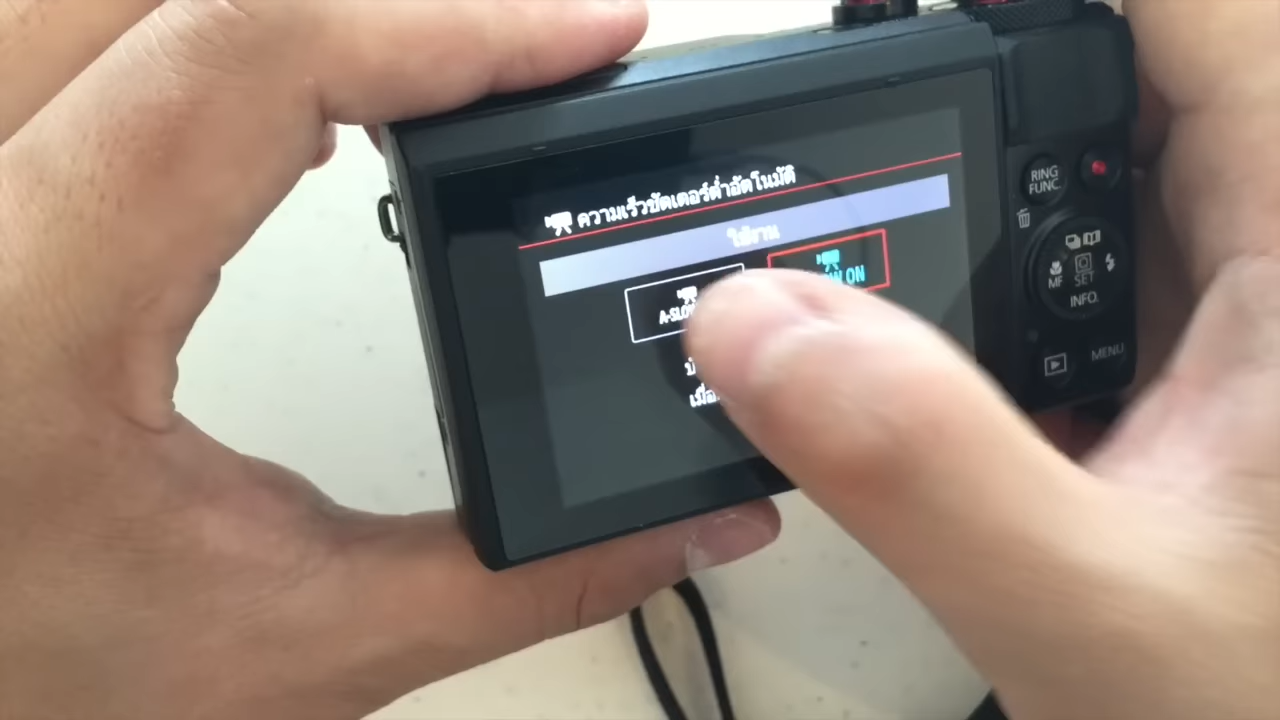 ความเร็วชัตเตอร์ต่ำอัตโนมัติ
ใช้งาน
ON
RING
FUNC.
MF
SET
INFO.
MENU